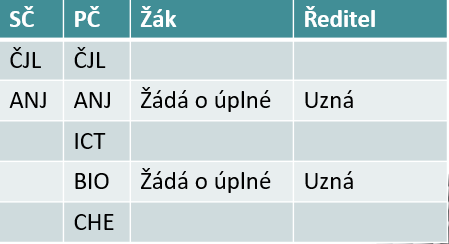 SČ PČ Žák Ředitel
ČJL ČJL
ANJ ANJ Žádá o úplné Uzná
ICT
BIO Žádá o úplné Uzná
CHE